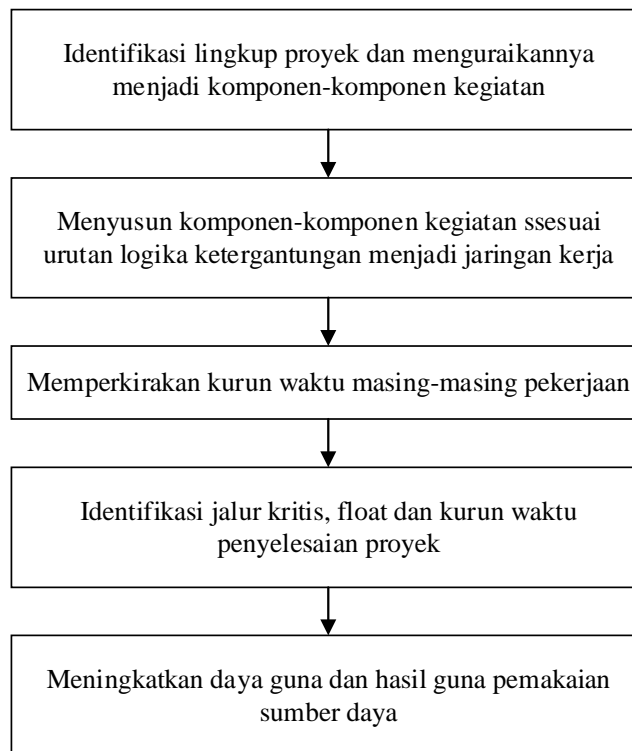 Identifikasi lingkup proyek dan menguraikannya
menjadi komponen-komponen kegiatan
Menyusun komponen-komponen kegiatan ssesuai
urutan logika ketergantungan menjadi jaringan kerja
Memperkirakan kurun waktu masing-masing pekerjaan
Identifikasi jalur kritis, float dan kurun waktu
penyelesaian proyek
Meningkatkan daya guna dan hasil guna pemakaian
sumber daya